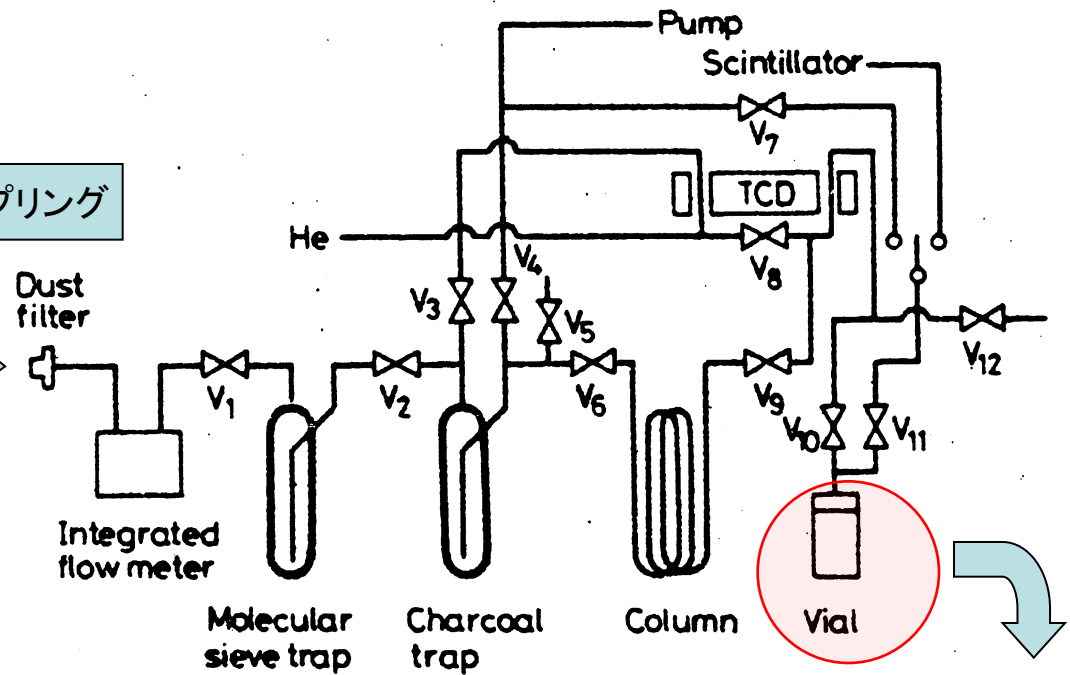 Pump
Scintillator
V7
プリング
TCD
He
V4
V8
Dust
filter
V3
V5
V12
V1
V2
V6
V9
V10
V11
Integrated
flow meter
Molecular
sieve trap
Charcoal
trap
Column
Vial